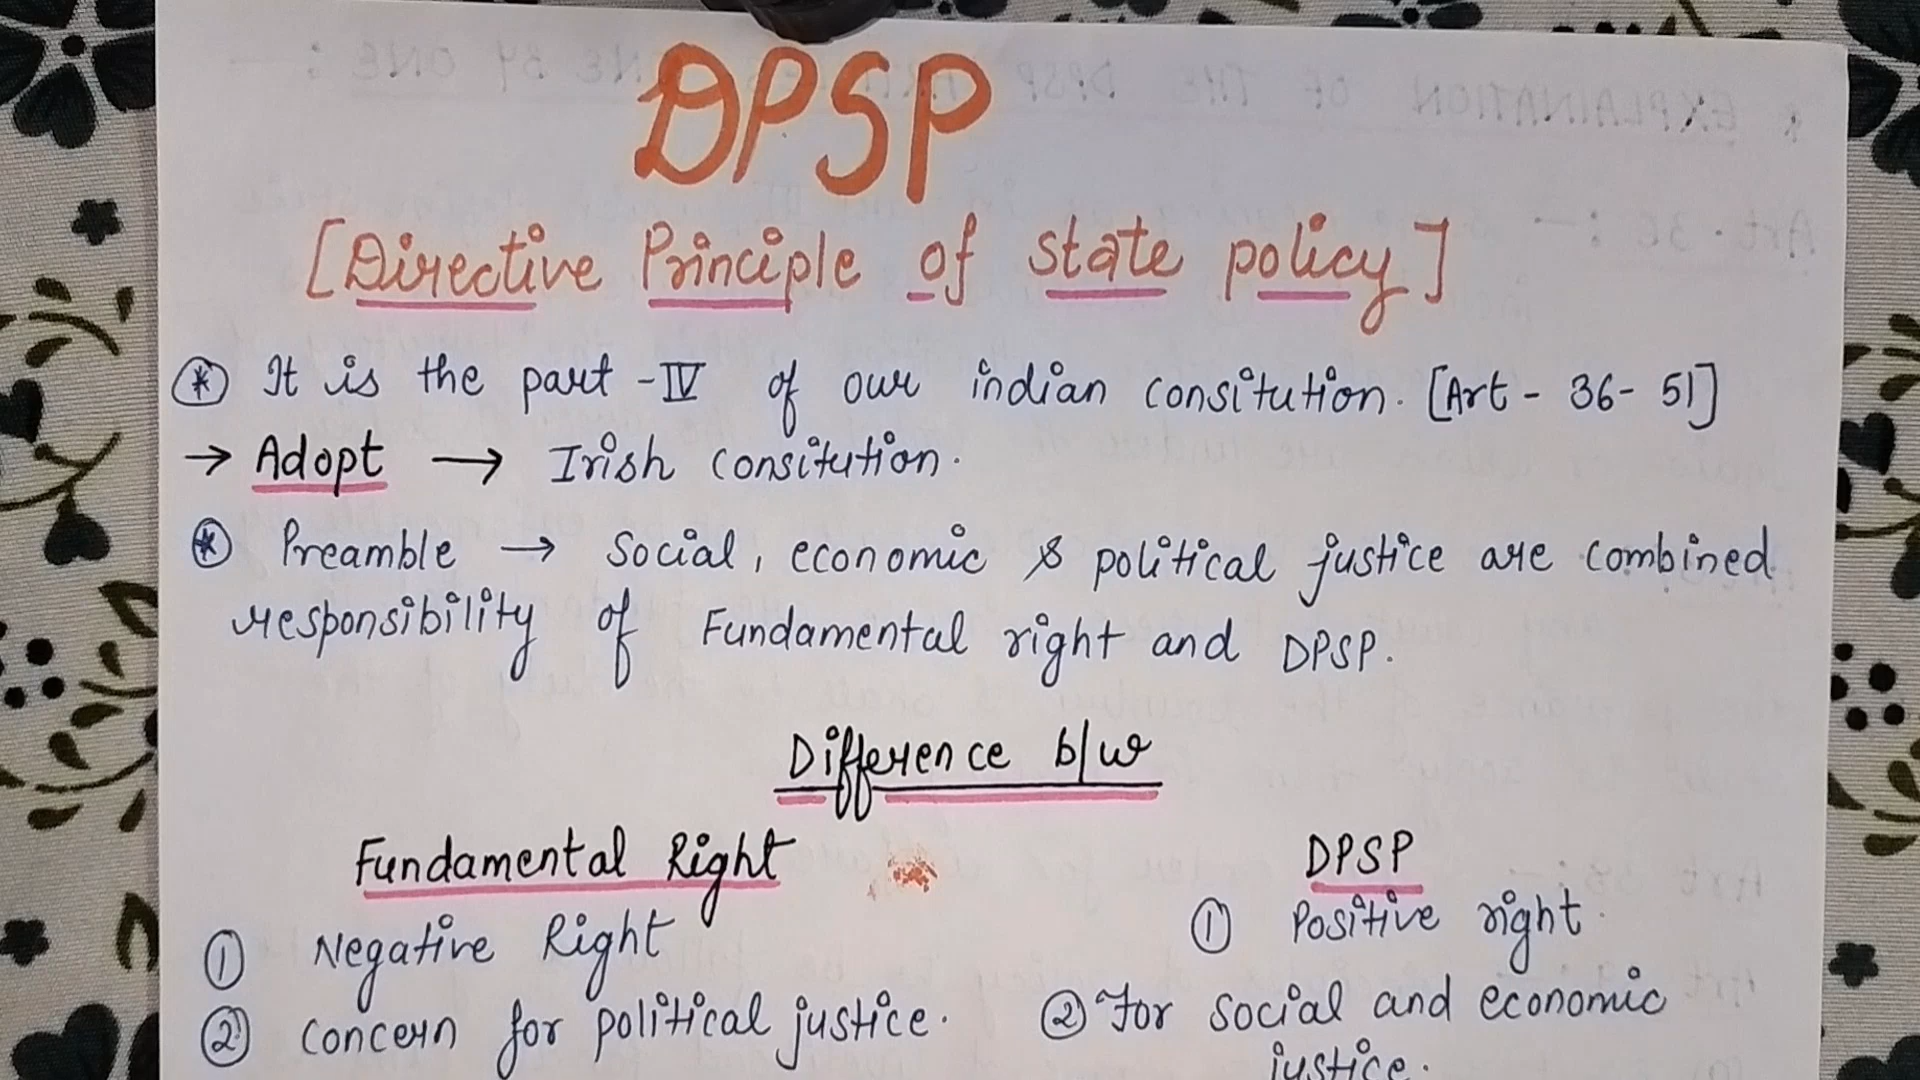 DPSP
[Directive Principle of state policy]
* It is the part - IV of our indian consitution. [Art - 36 - 51]
→ Adopt → Irish consitution.
* Preamble → Social, economic & political justice are combined
responsibility of Fundamental right and DPSP.
Difference b/w
Fundamental Right
① Negative Right
② concern for political justice.
DPSP
① Positive right.
② For social and economic
justice.